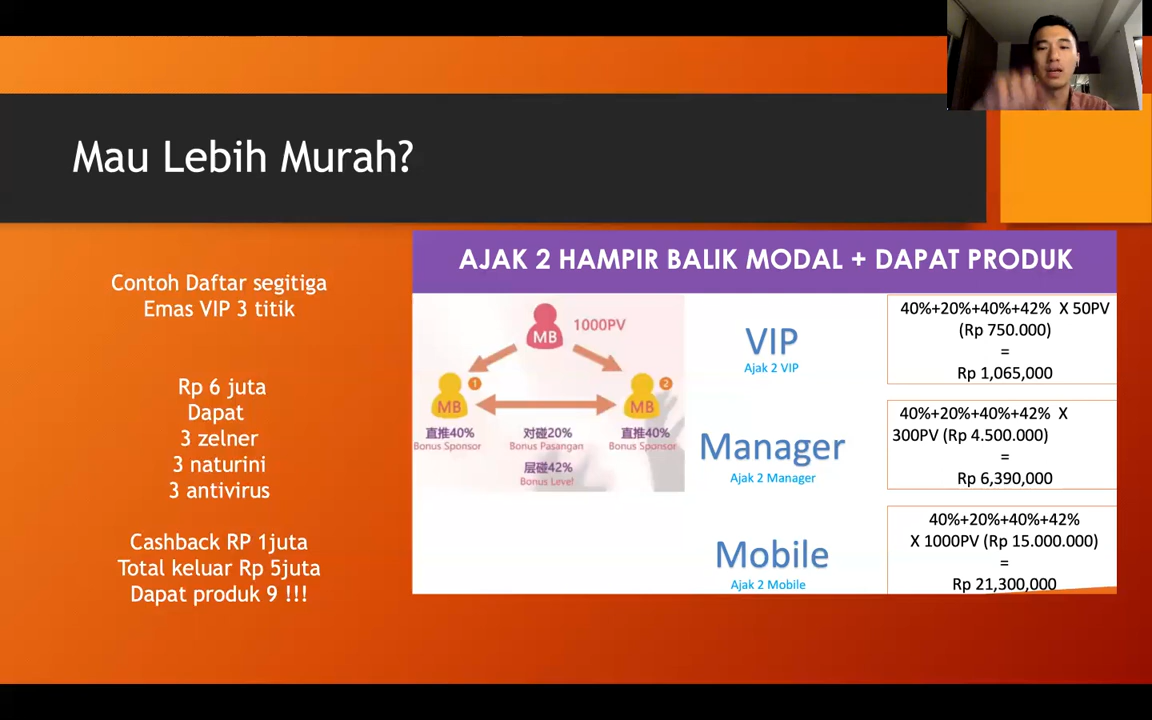 Mau Lebih Murah?
Contoh Daftar segitiga
Emas VIP 3 titik
Rp 6 juta
Dapat
3 zelner
3 naturini
3 antivirus
Cashback RP 1juta
Total keluar Rp 5juta
Dapat produk 9 !!!
AJAK 2 HAMPIR BALIK MODAL + DAPAT PRODUK
MB
1000PV
1
MB
2
MB
直推40%
Bonus Sponsor
对碰20%
Bonus Pasangan
直推40%
Bonus Sponsor
层碰42%
Bonus Level
VIP
Ajak 2 VIP
40%+20%+40%+42% X 50PV
(Rp 750.000)
=
Rp 1,065,000
Manager
Ajak 2 Manager
40%+20%+40%+42% X
300PV (Rp 4.500.000)
=
Rp 6,390,000
Mobile
Ajak 2 Mobile
40%+20%+40%+42%
X 1000PV (Rp 15.000.000)
=
Rp 21,300,000